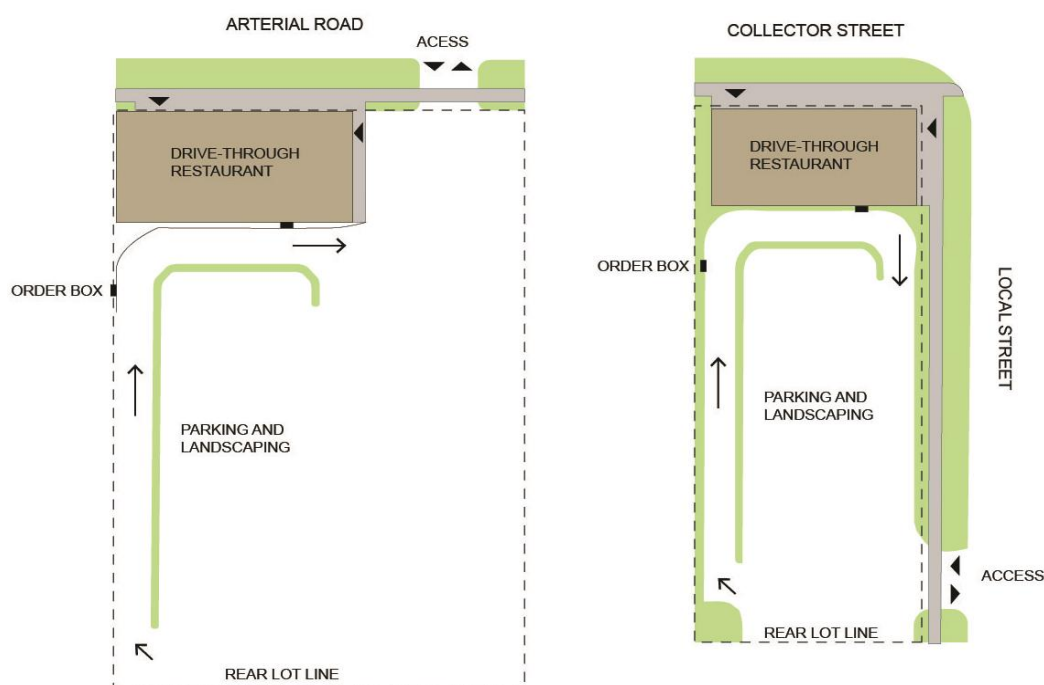 ARTERIAL ROAD
ACESS
DRIVE-THROUGH
RESTAURANT
ORDER BOX
PARKING AND
LANDSCAPING
REAR LOT LINE
COLLECTOR STREET
DRIVE-THROUGH
RESTAURANT
ORDER BOX
LOCAL STREET
PARKING AND
LANDSCAPING
ACCESS
REAR LOT LINE